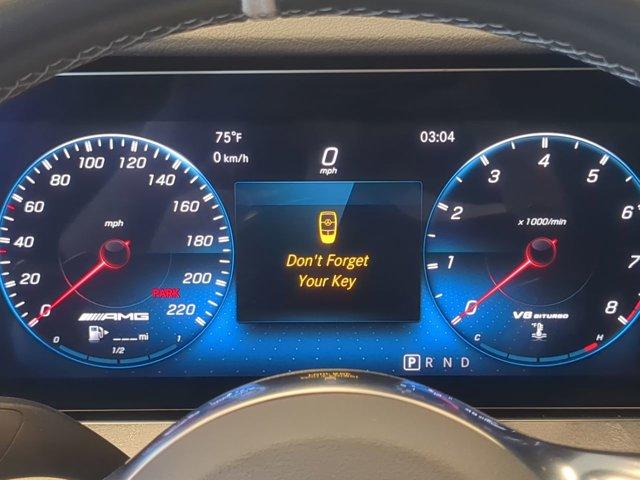 75°F
0 km/h
0
mph
03:04
20
40
60
80
100
120
140
160
180
200
220
0
mph
PARK
AMG
___ mi
0
1/2
1
Don't Forget
Your Key
P R N D
0
1
2
3
4
5
6
7
8
x 1000/min
V8 BITURBO
C
H